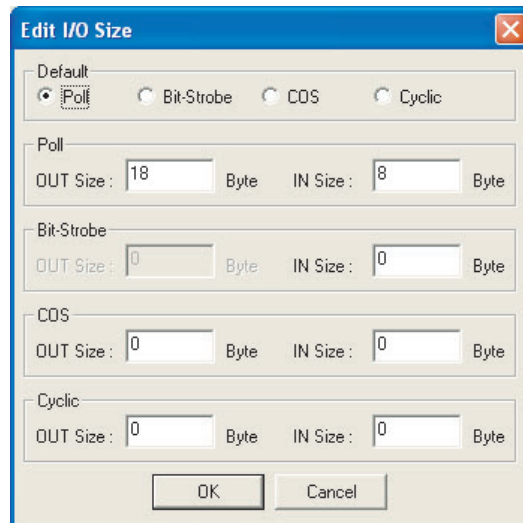 Edit I/O Size
Default
Poll Bit-Strobe COS Cyclic
Poll
OUT Size : 18 Byte IN Size : 8 Byte
Bit-Strobe
OUT Size : 0 Byte IN Size : 0 Byte
COS
OUT Size : 0 Byte IN Size : 0 Byte
Cyclic
OUT Size : 0 Byte IN Size : 0 Byte
OK Cancel